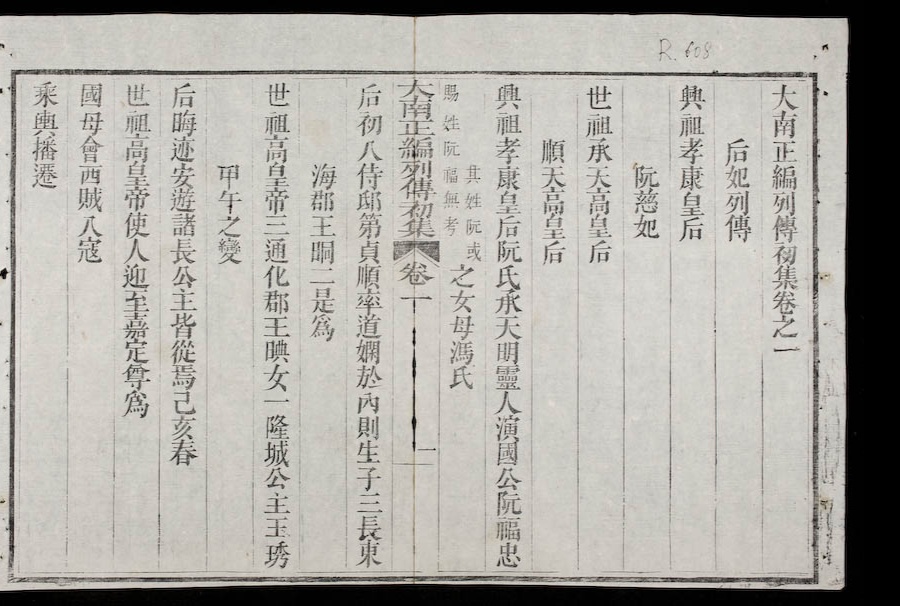 R. 608
大南正編列傳初集卷之一
后妃列傳
興祖孝康皇后
阮慈妃
世祖承天高皇后
順天高皇后
興祖孝康皇后阮氏承天明靈人演國公阮福忠
其姓阮或
賜姓阮福無考
之女母馮氏
大南正編列傳初集
卷一
一
后初入侍邸第貞順率道嫻於內則生子三長東
海郡王晍二是爲
世祖高皇帝三通化郡王㫕女一隆城公主玉琇
甲午之變
后晦迹安遊諸長公主皆從焉己亥春
世祖高皇帝使人迎至嘉定尊爲
國母會西賊入寇
乘輿播遷